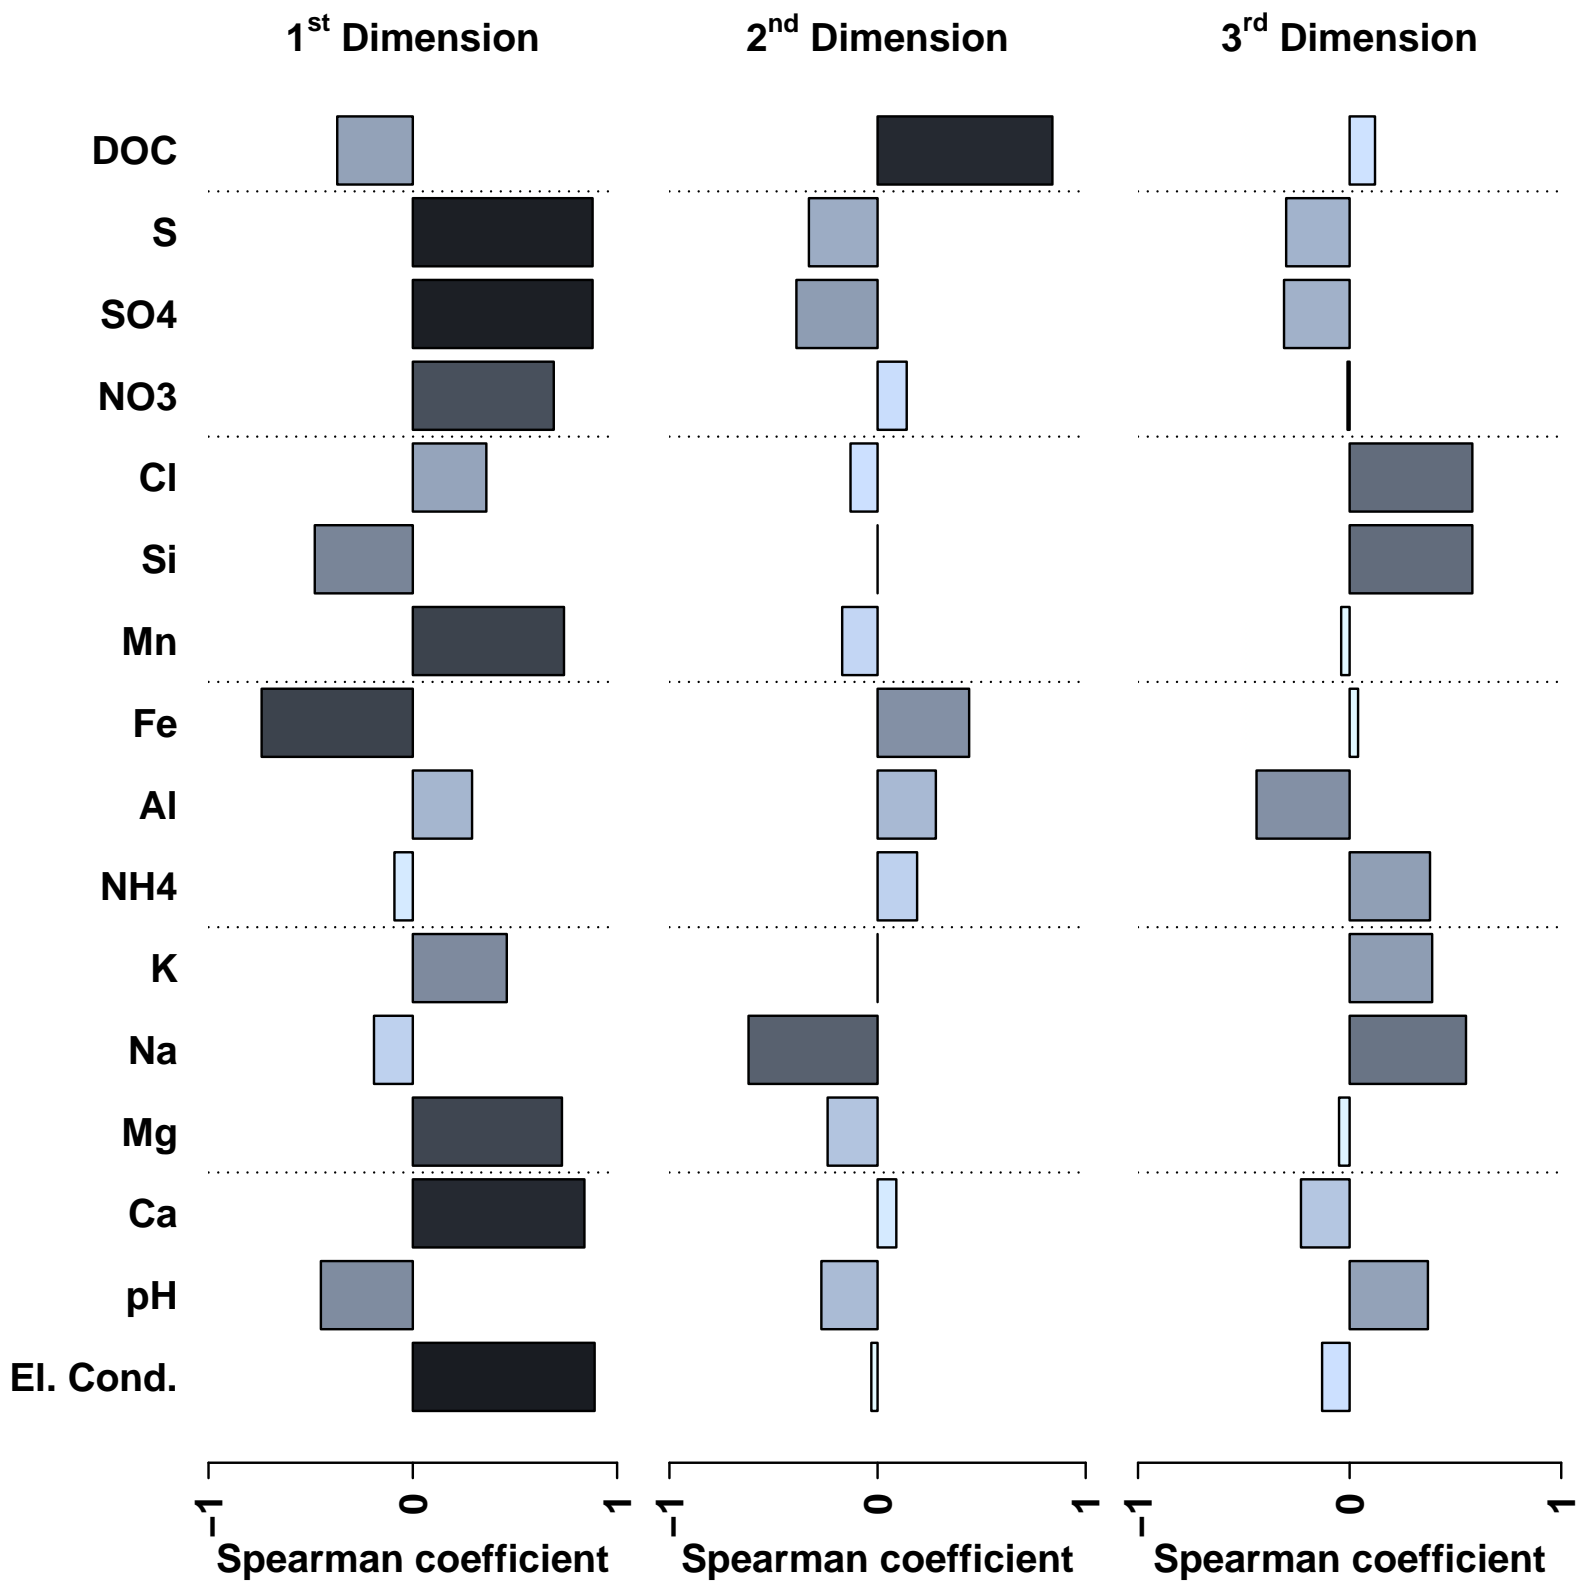 1st Dimension 2nd Dimension 3rd Dimension
DOC
S
SO4
NO3
Cl
Si
Mn
Fe
Al
NH4
K
Na
Mg
Ca
pH
El. Cond.
−1 0 1 −1 0 1 −1 0 1
Spearman coefficient Spearman coefficient Spearman coefficient